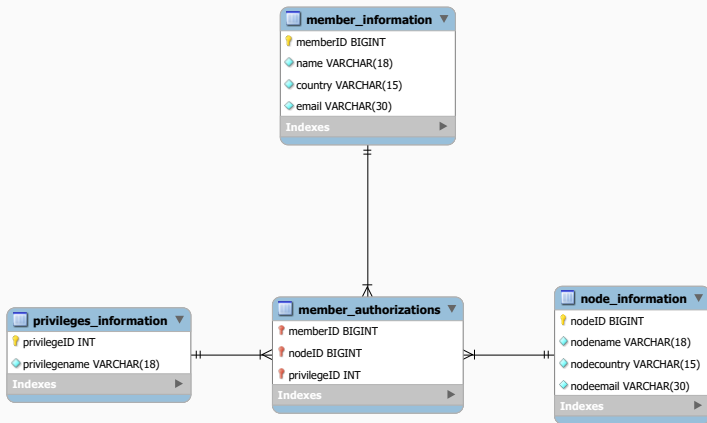 member_information
memberID BIGINT
name VARCHAR(18)
country VARCHAR(15)
email VARCHAR(30)
Indexes
privileges_information
privilegeID INT
privilegename VARCHAR(18)
Indexes
member_authorizations
memberID BIGINT
nodeID BIGINT
privilegeID INT
Indexes
node_information
nodeID BIGINT
nodename VARCHAR(18)
nodecountry VARCHAR(15)
nodeemail VARCHAR(30)
Indexes